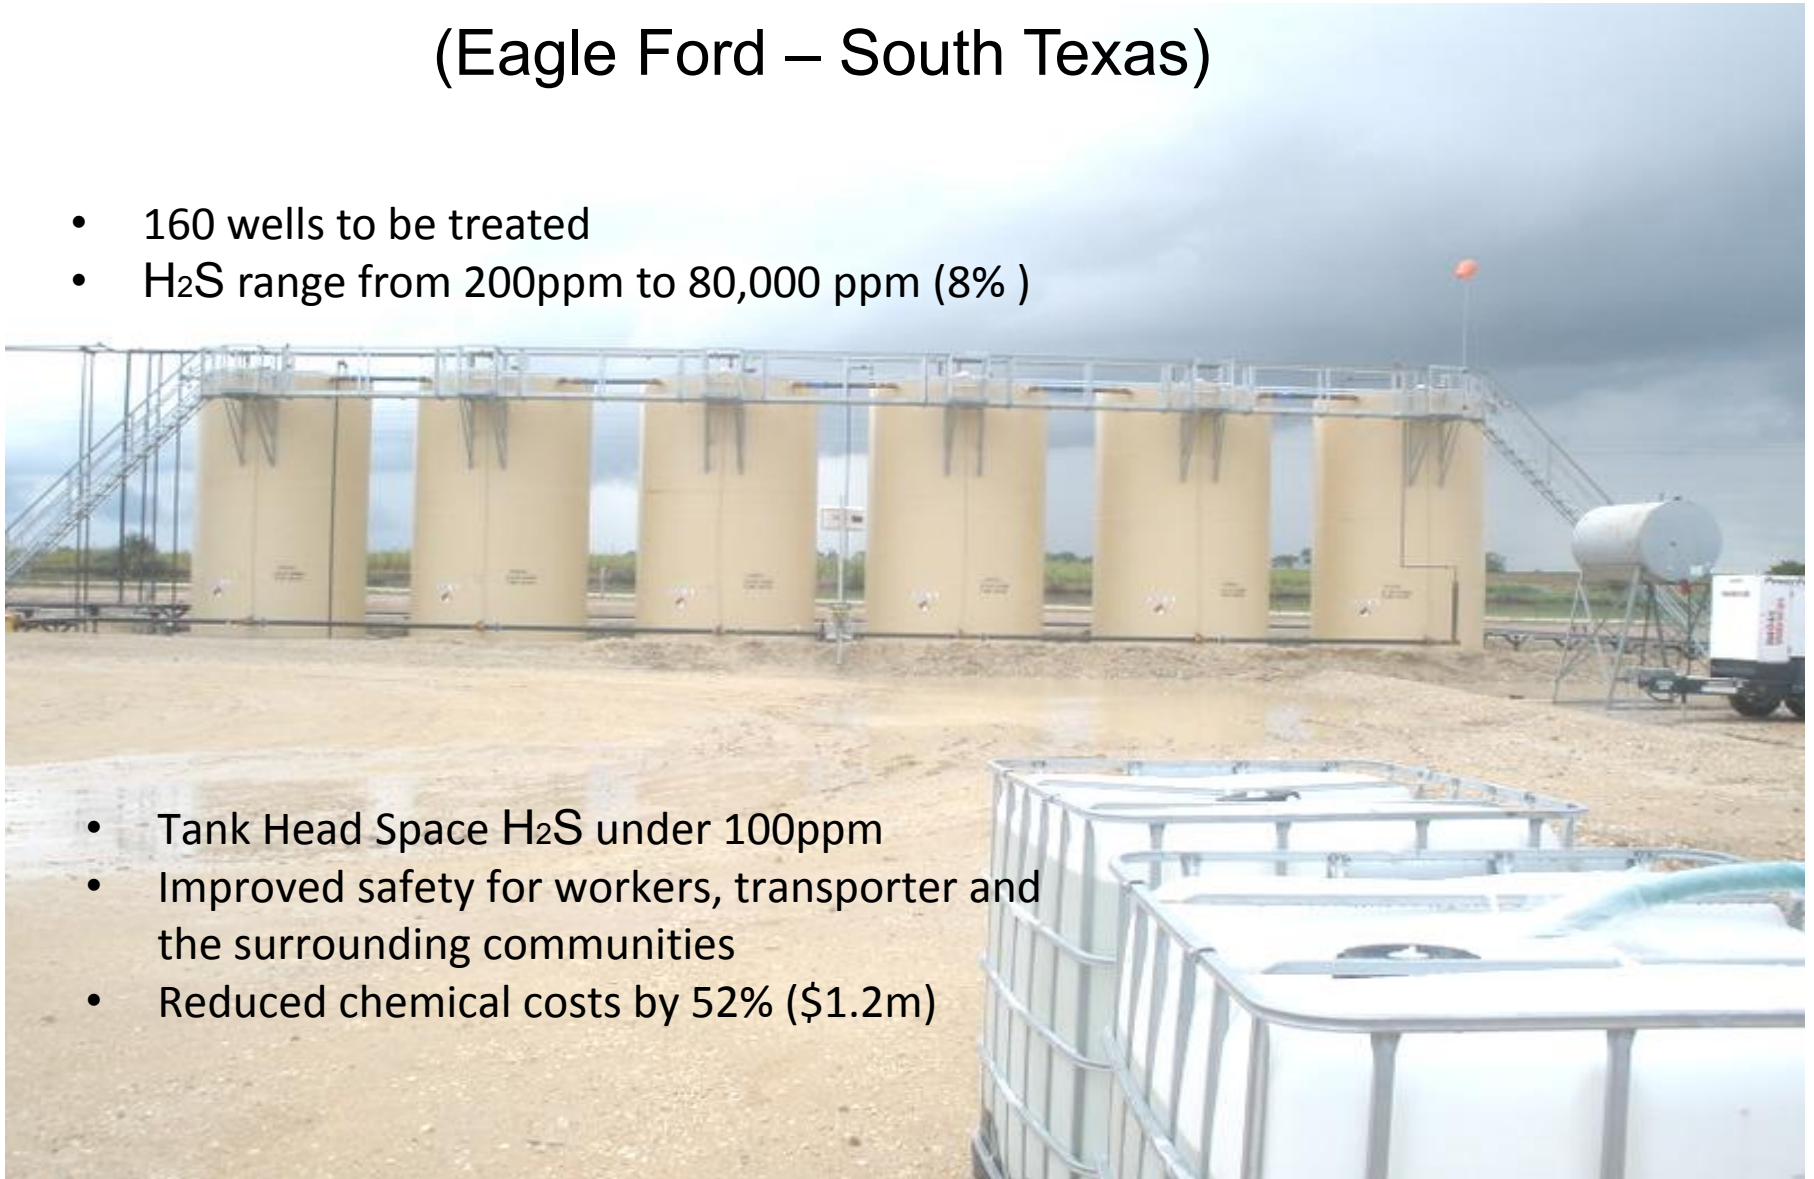 (Eagle Ford – South Texas)
• 160 wells to be treated
• H₂S range from 200ppm to 80,000 ppm (8% )
• Tank Head Space H₂S under 100ppm
• Improved safety for workers, transporter and
the surrounding communities
• Reduced chemical costs by 52% ($1.2m)